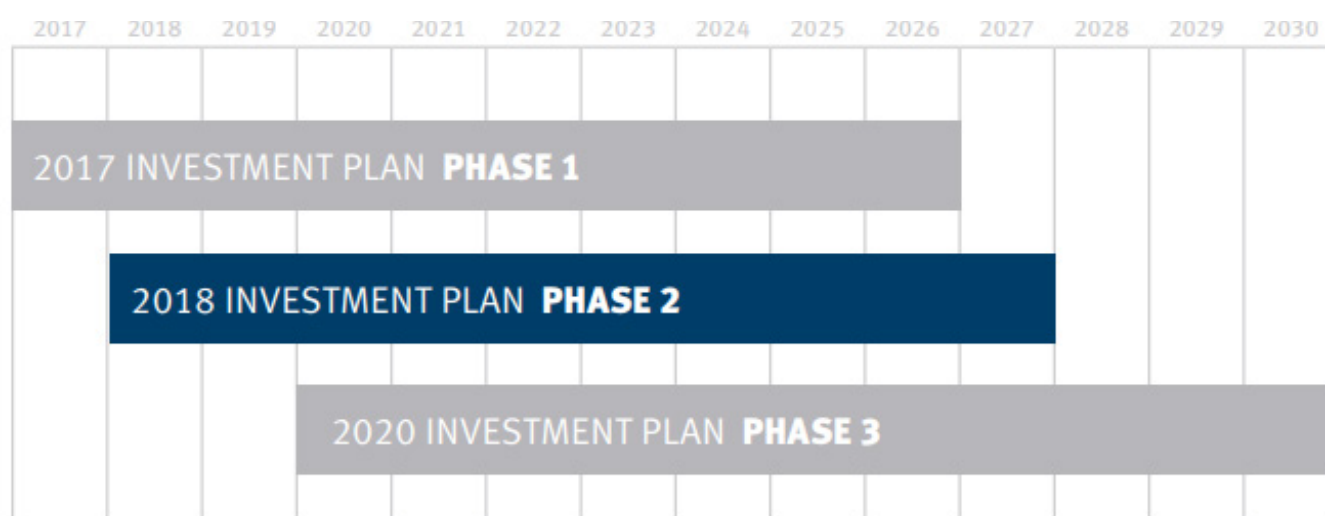 2017 2018 2019 2020 2021 2022 2023 2024 2025 2026 2027 2028 2029 2030
2017 INVESTMENT PLAN PHASE 1
2018 INVESTMENT PLAN PHASE 2
2020 INVESTMENT PLAN PHASE 3